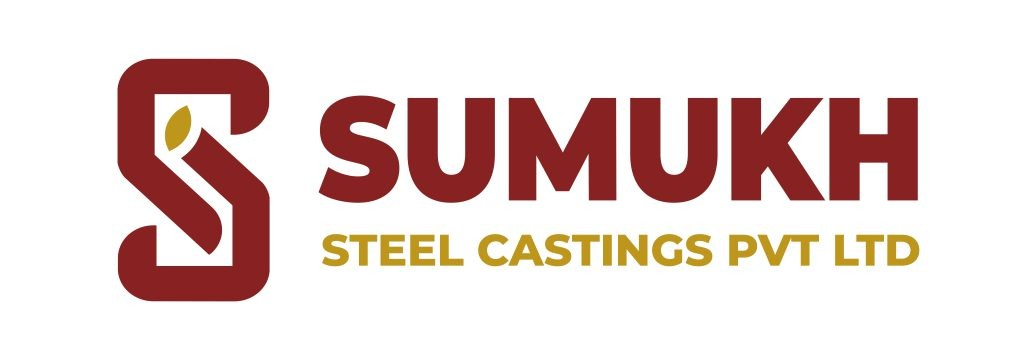 SUMUKH
STEEL CASTINGS PVT LTD